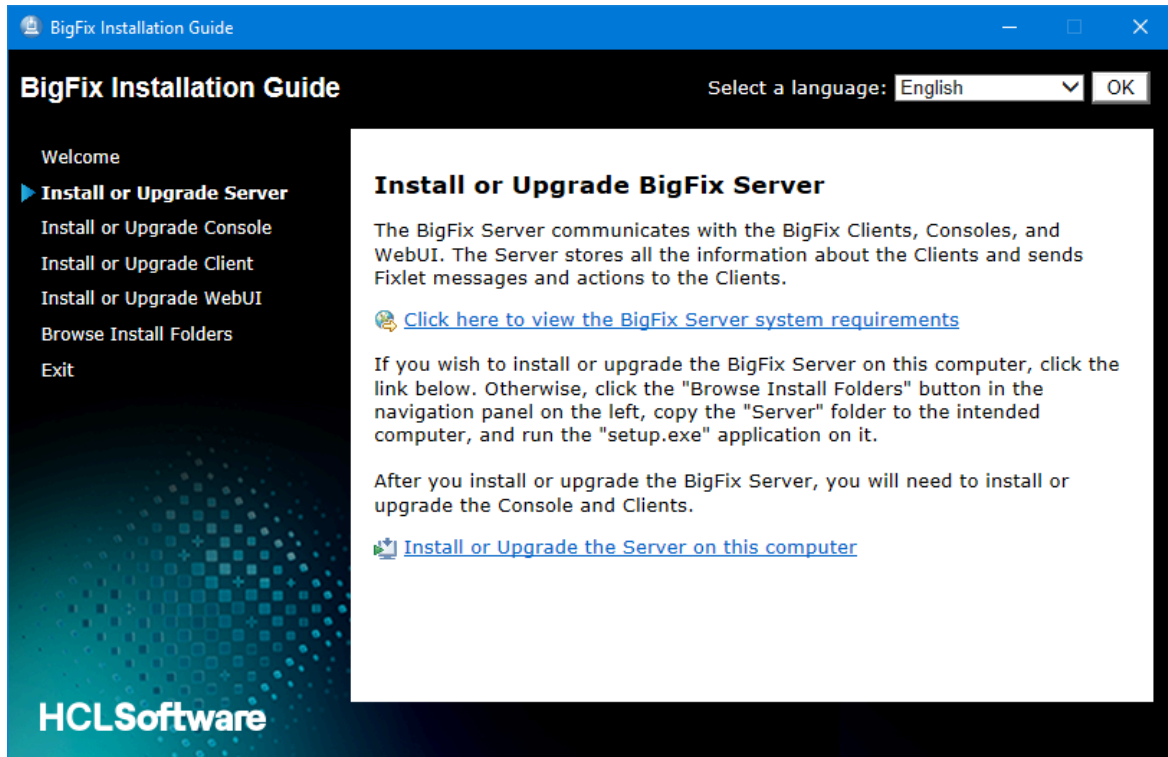 BigFix Installation Guide
BigFix Installation Guide
Select a language: English OK
Welcome
Install or Upgrade Server
Install or Upgrade Console
Install or Upgrade Client
Install or Upgrade WebUI
Browse Install Folders
Exit
Install or Upgrade BigFix Server
The BigFix Server communicates with the BigFix Clients, Consoles, and
WebUI. The Server stores all the information about the Clients and sends
Fixlet messages and actions to the Clients.
Click here to view the BigFix Server system requirements
If you wish to install or upgrade the BigFix Server on this computer, click the
link below. Otherwise, click the "Browse Install Folders" button in the
navigation panel on the left, copy the "Server" folder to the intended
computer, and run the "setup.exe" application on it.
After you install or upgrade the BigFix Server, you will need to install or
upgrade the Console and Clients.
Install or Upgrade the Server on this computer
HCLSoftware